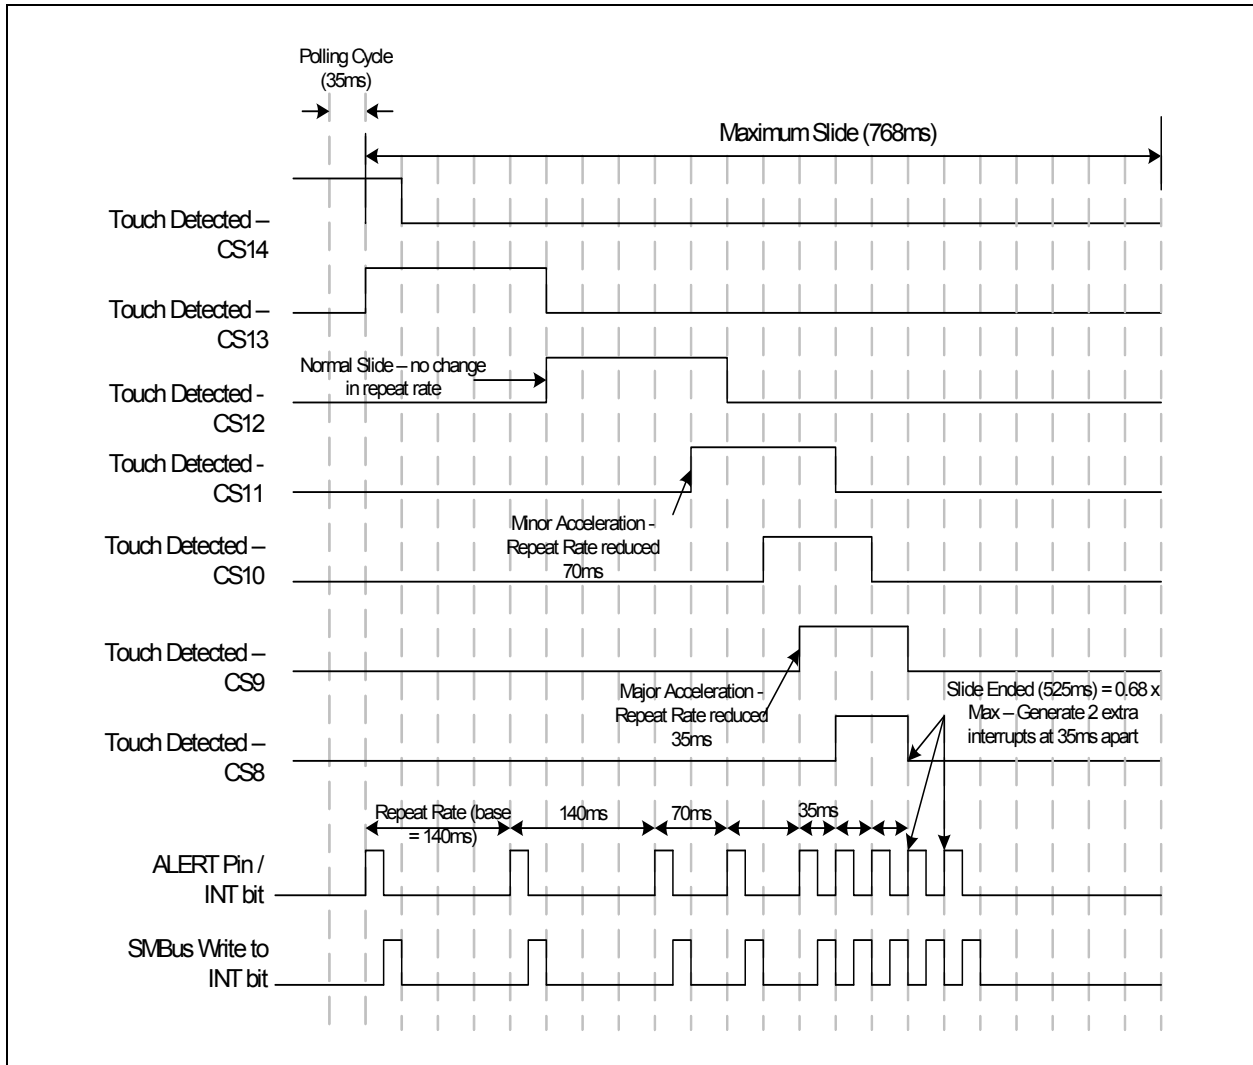 Polling Cycle
(35ms)
Maximum Slide (768ms)
Touch Detected –
CS14
Touch Detected –
CS13
Normal Slide – no change
in repeat rate
Touch Detected -
CS12
Touch Detected -
CS11
Minor Acceleration -
Repeat Rate reduced
70ms
Touch Detected –
CS10
Touch Detected –
CS9
Major Acceleration -
Repeat Rate reduced
35ms
Slide Ended (525ms) = 0.68 x
Max – Generate 2 extra
interrupts at 35ms apart
Touch Detected –
CS8
Repeat Rate (base
= 140ms)
140ms
70ms
35ms
ALERT Pin /
INT bit
SMBus Write to
INT bit